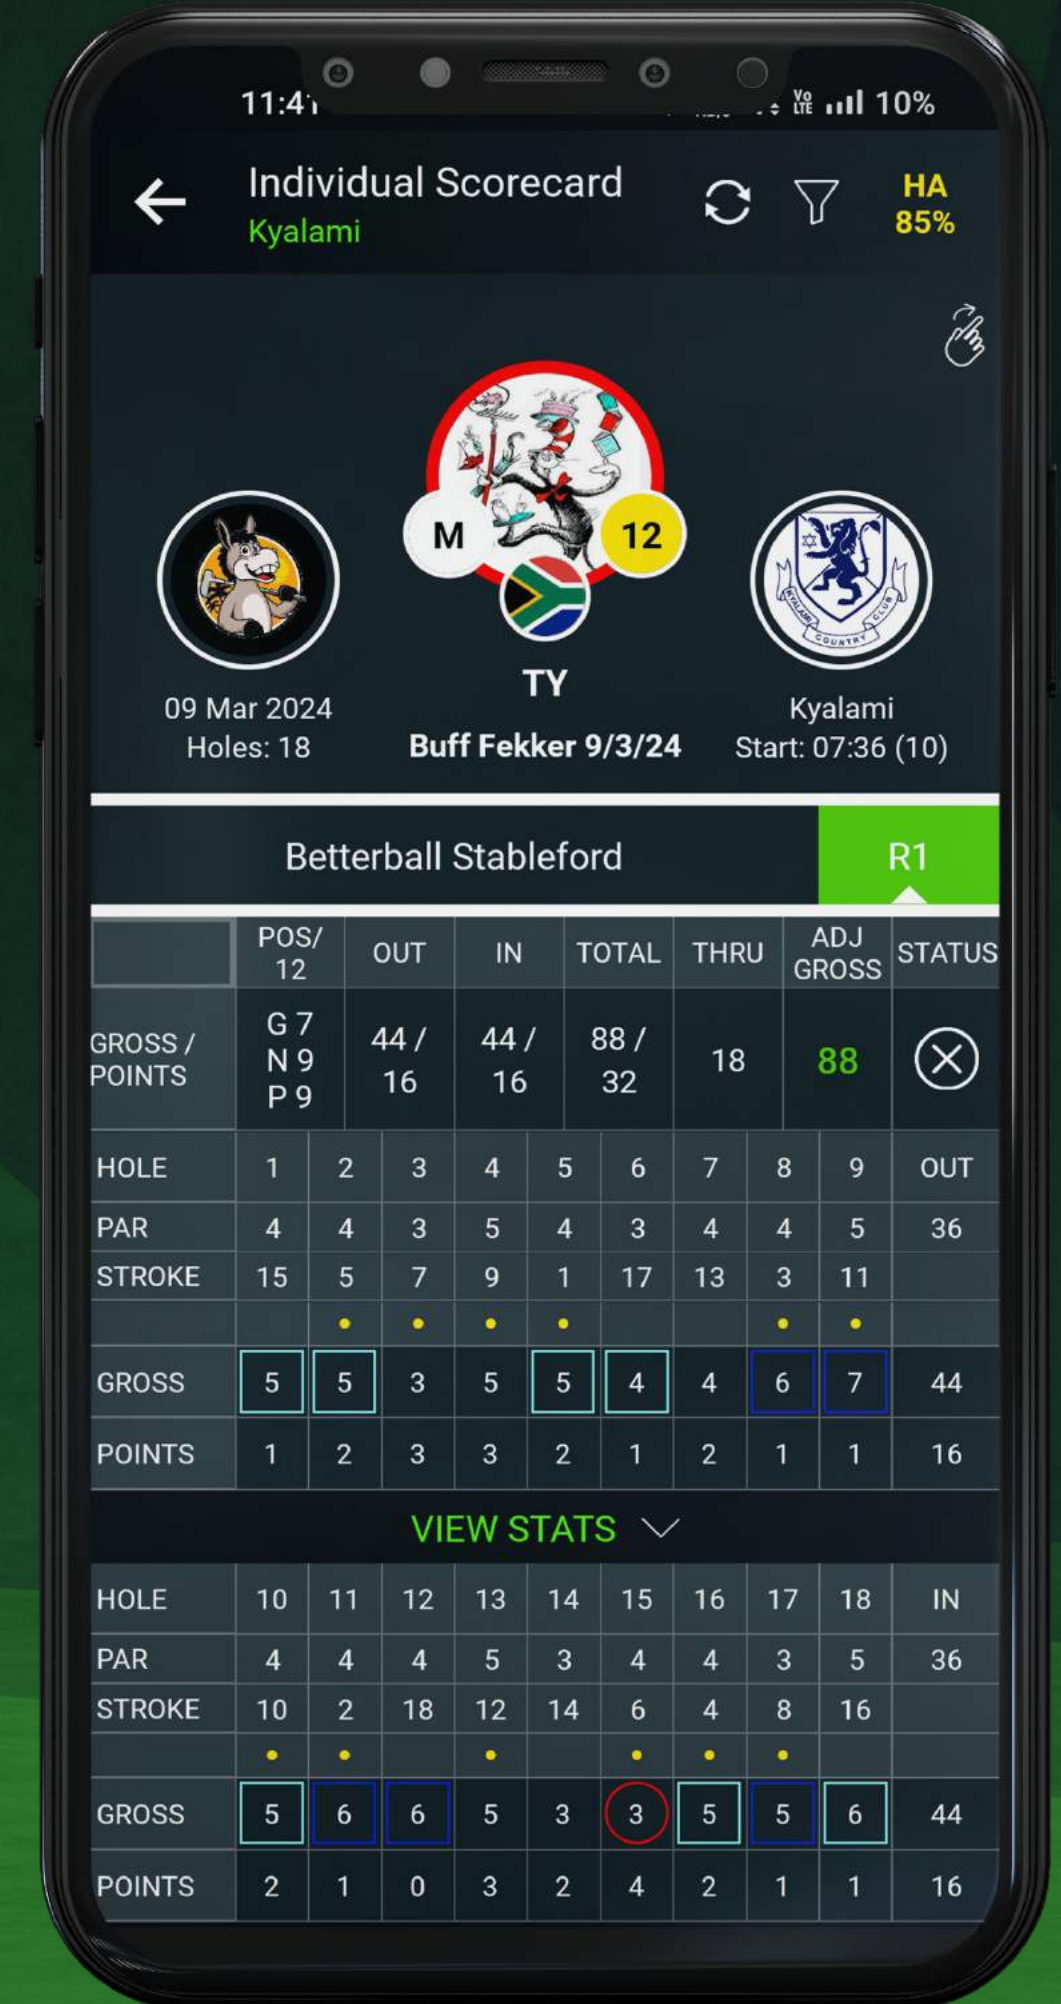 10%
Individual Scorecard
Kyalami
HA
85%
M
12
KYALAMI
COUNTRY
CLUB
TY
09 Mar 2024
Holes: 18
Buff Fekker 9/3/24
Kyalami
Start: 07:36 (10)
Betterball Stableford R1
POS/12 OUT IN TOTAL THRU ADJ GROSS STATUS
GROSS / POINTS G 7 N 9 P 9 44 / 16 44 / 16 88 / 32 18 88
HOLE 1 2 3 4 5 6 7 8 9 OUT
PAR 4 4 3 5 4 3 4 4 5 36
STROKE 15 5 7 9 1 17 13 3 11
GROSS 5 5 3 5 5 4 4 6 7 44
POINTS 1 2 3 3 2 1 2 1 1 16
VIEW STATS
HOLE 10 11 12 13 14 15 16 17 18 IN
PAR 4 4 4 5 3 4 4 3 5 36
STROKE 10 2 18 12 14 6 4 8 16
GROSS 5 6 6 5 3 3 5 5 6 44
POINTS 2 1 0 3 2 4 2 1 1 16